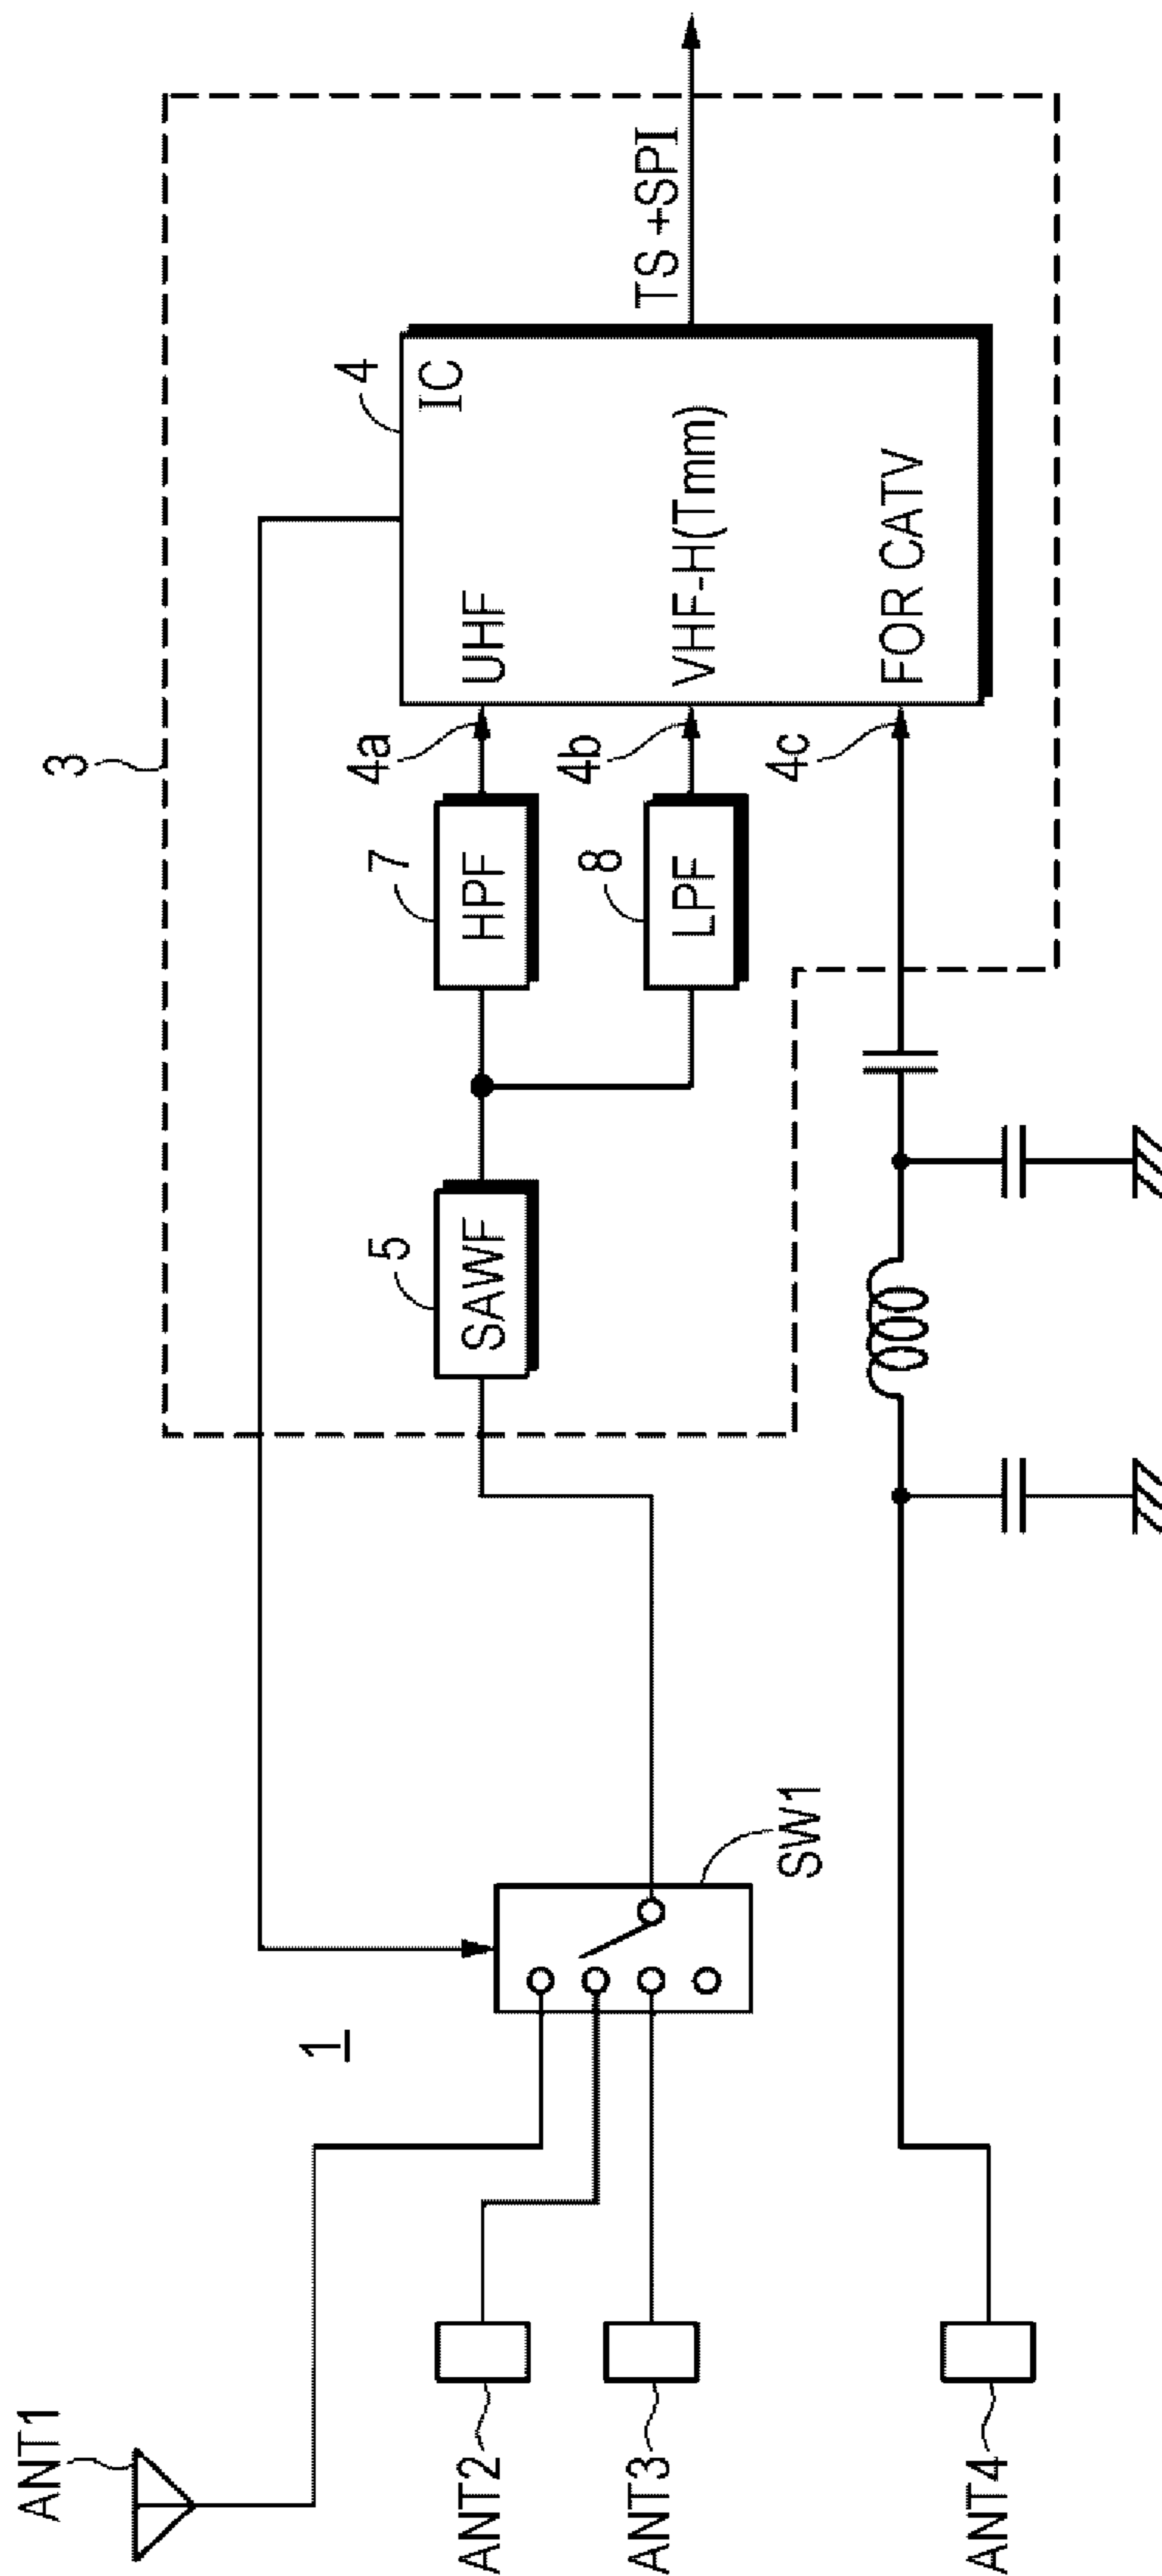 ANT1
ANT2
ANT3
ANT4
1
SW1
3
5
SAWF
7
HPF
8
LPF
4a
4b
4c
4
IC
UHF
VHF-H(Tmm)
FOR CATV
TS +SPI